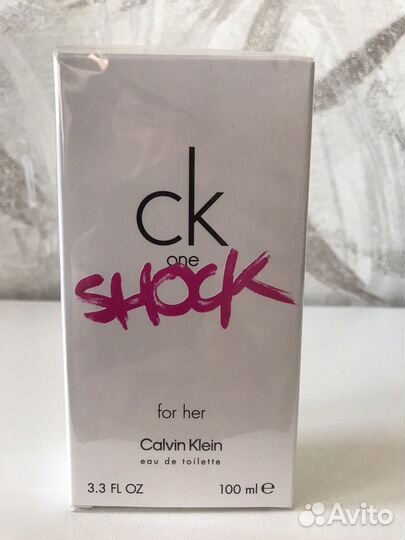 ck
one
SHOCK
for her
Calvin Klein
eau de toilette
3.3 FL OZ 100 ml ℮
Avito